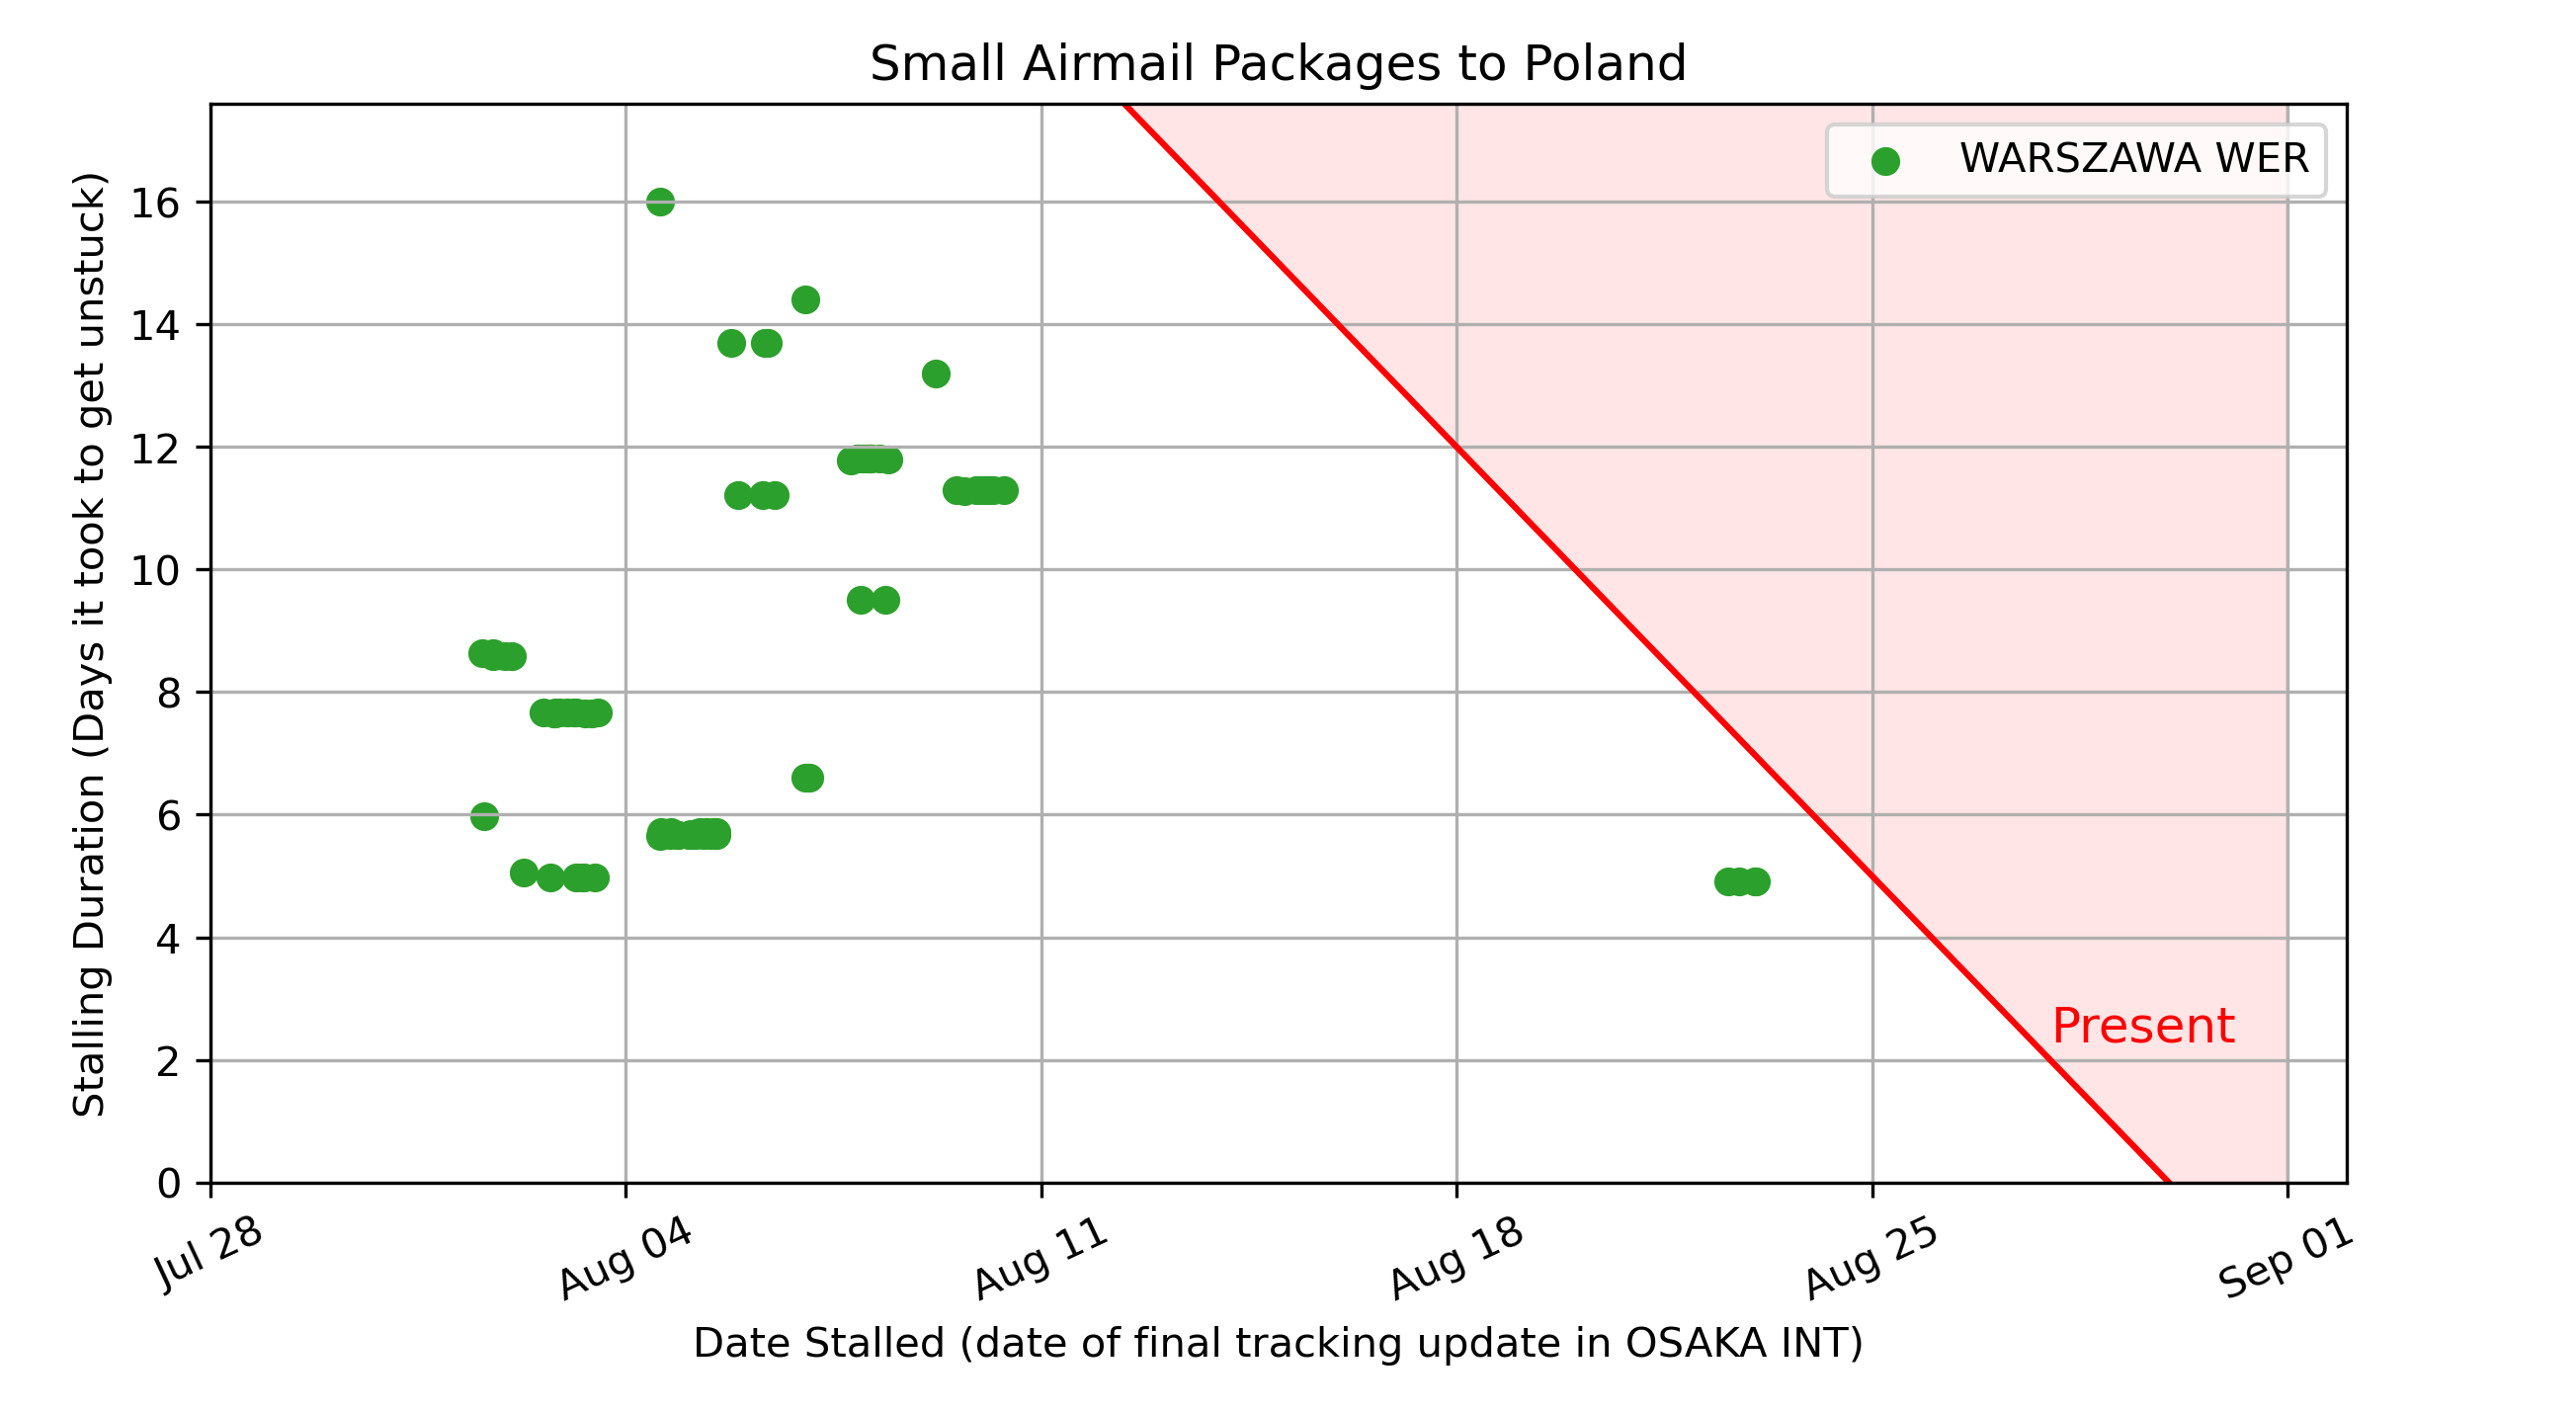 Small Airmail Packages to Poland
WARSZAWA WER
Stalling Duration (Days it took to get unstuck)
16
14
12
10
8
6
4
2
0
Present
Jul 28
Aug 04
Aug 11
Aug 18
Aug 25
Sep 01
Date Stalled (date of final tracking update in OSAKA INT)